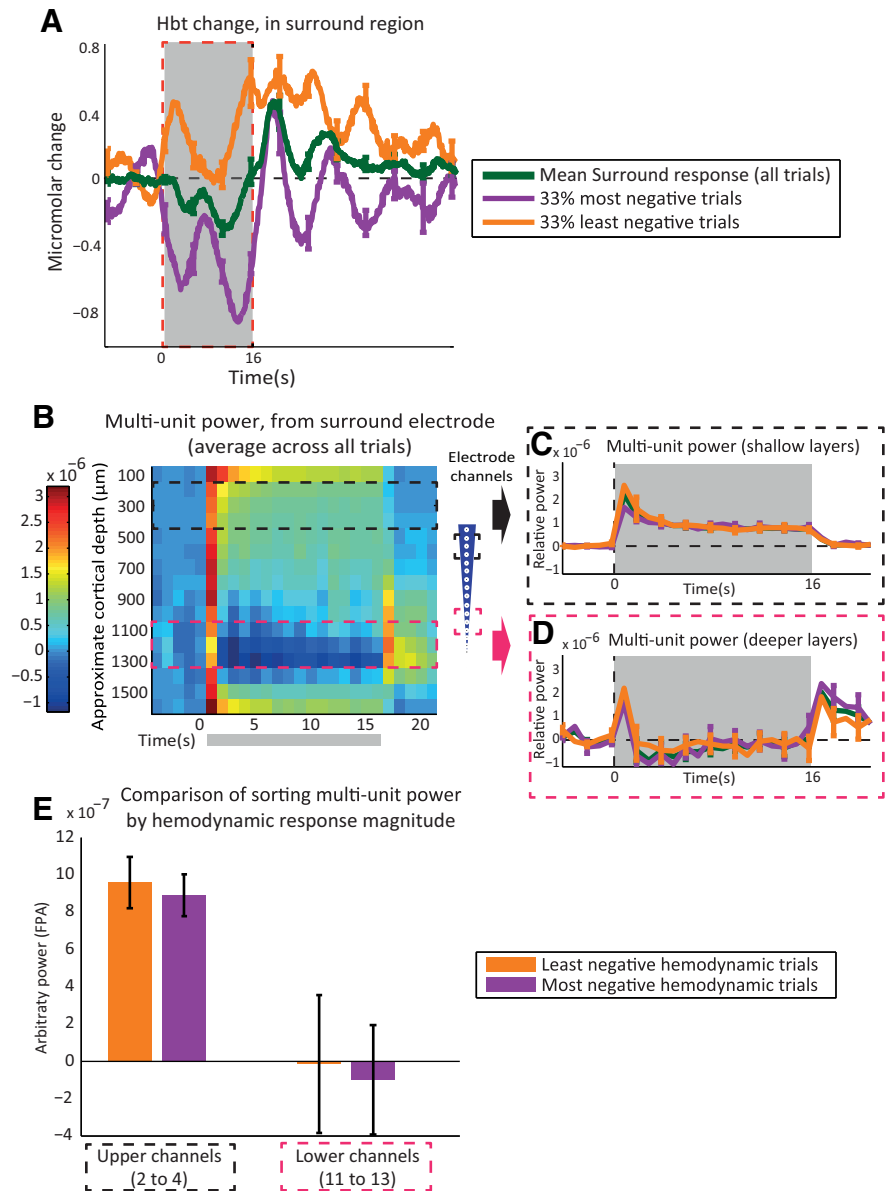 A
Hbt change, in surround region
Micromolar change
0.8
0.4
0
−0.4
−0.8
0
16
Time(s)
Mean Surround response (all trials)
33% most negative trials
33% least negative trials
B
Multi-unit power, from surround electrode
(average across all trials)
x 10⁻⁶
3
2.5
2
1.5
1
0.5
0
−0.5
−1
Approximate cortical depth (μm)
100
300
500
700
900
1100
1300
1500
0
5
10
15
20
Time(s)
Electrode
channels
C
x 10⁻⁶
Multi-unit power (shallow layers)
Relative power
3
2
1
0
−1
0
16
Time(s)
D
x 10⁻⁶
Multi-unit power (deeper layers)
Relative power
3
2
1
0
−1
0
16
Time(s)
E
x 10⁻⁷
Comparison of sorting multi-unit power
by hemodynamic response magnitude
Arbitraty power (FPA)
12
10
8
6
4
2
0
−2
−4
Upper channels
(2 to 4)
Lower channels
(11 to 13)
Least negative hemodynamic trials
Most negative hemodynamic trials